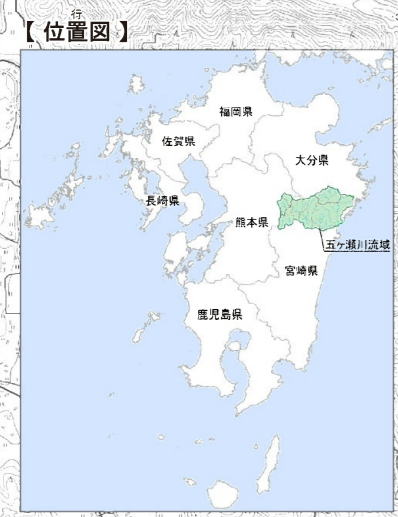 行
【 位置図 】
福岡県
佐賀県
大分県
長崎県
熊本県
五ヶ瀬川流域
宮崎県
鹿児島県